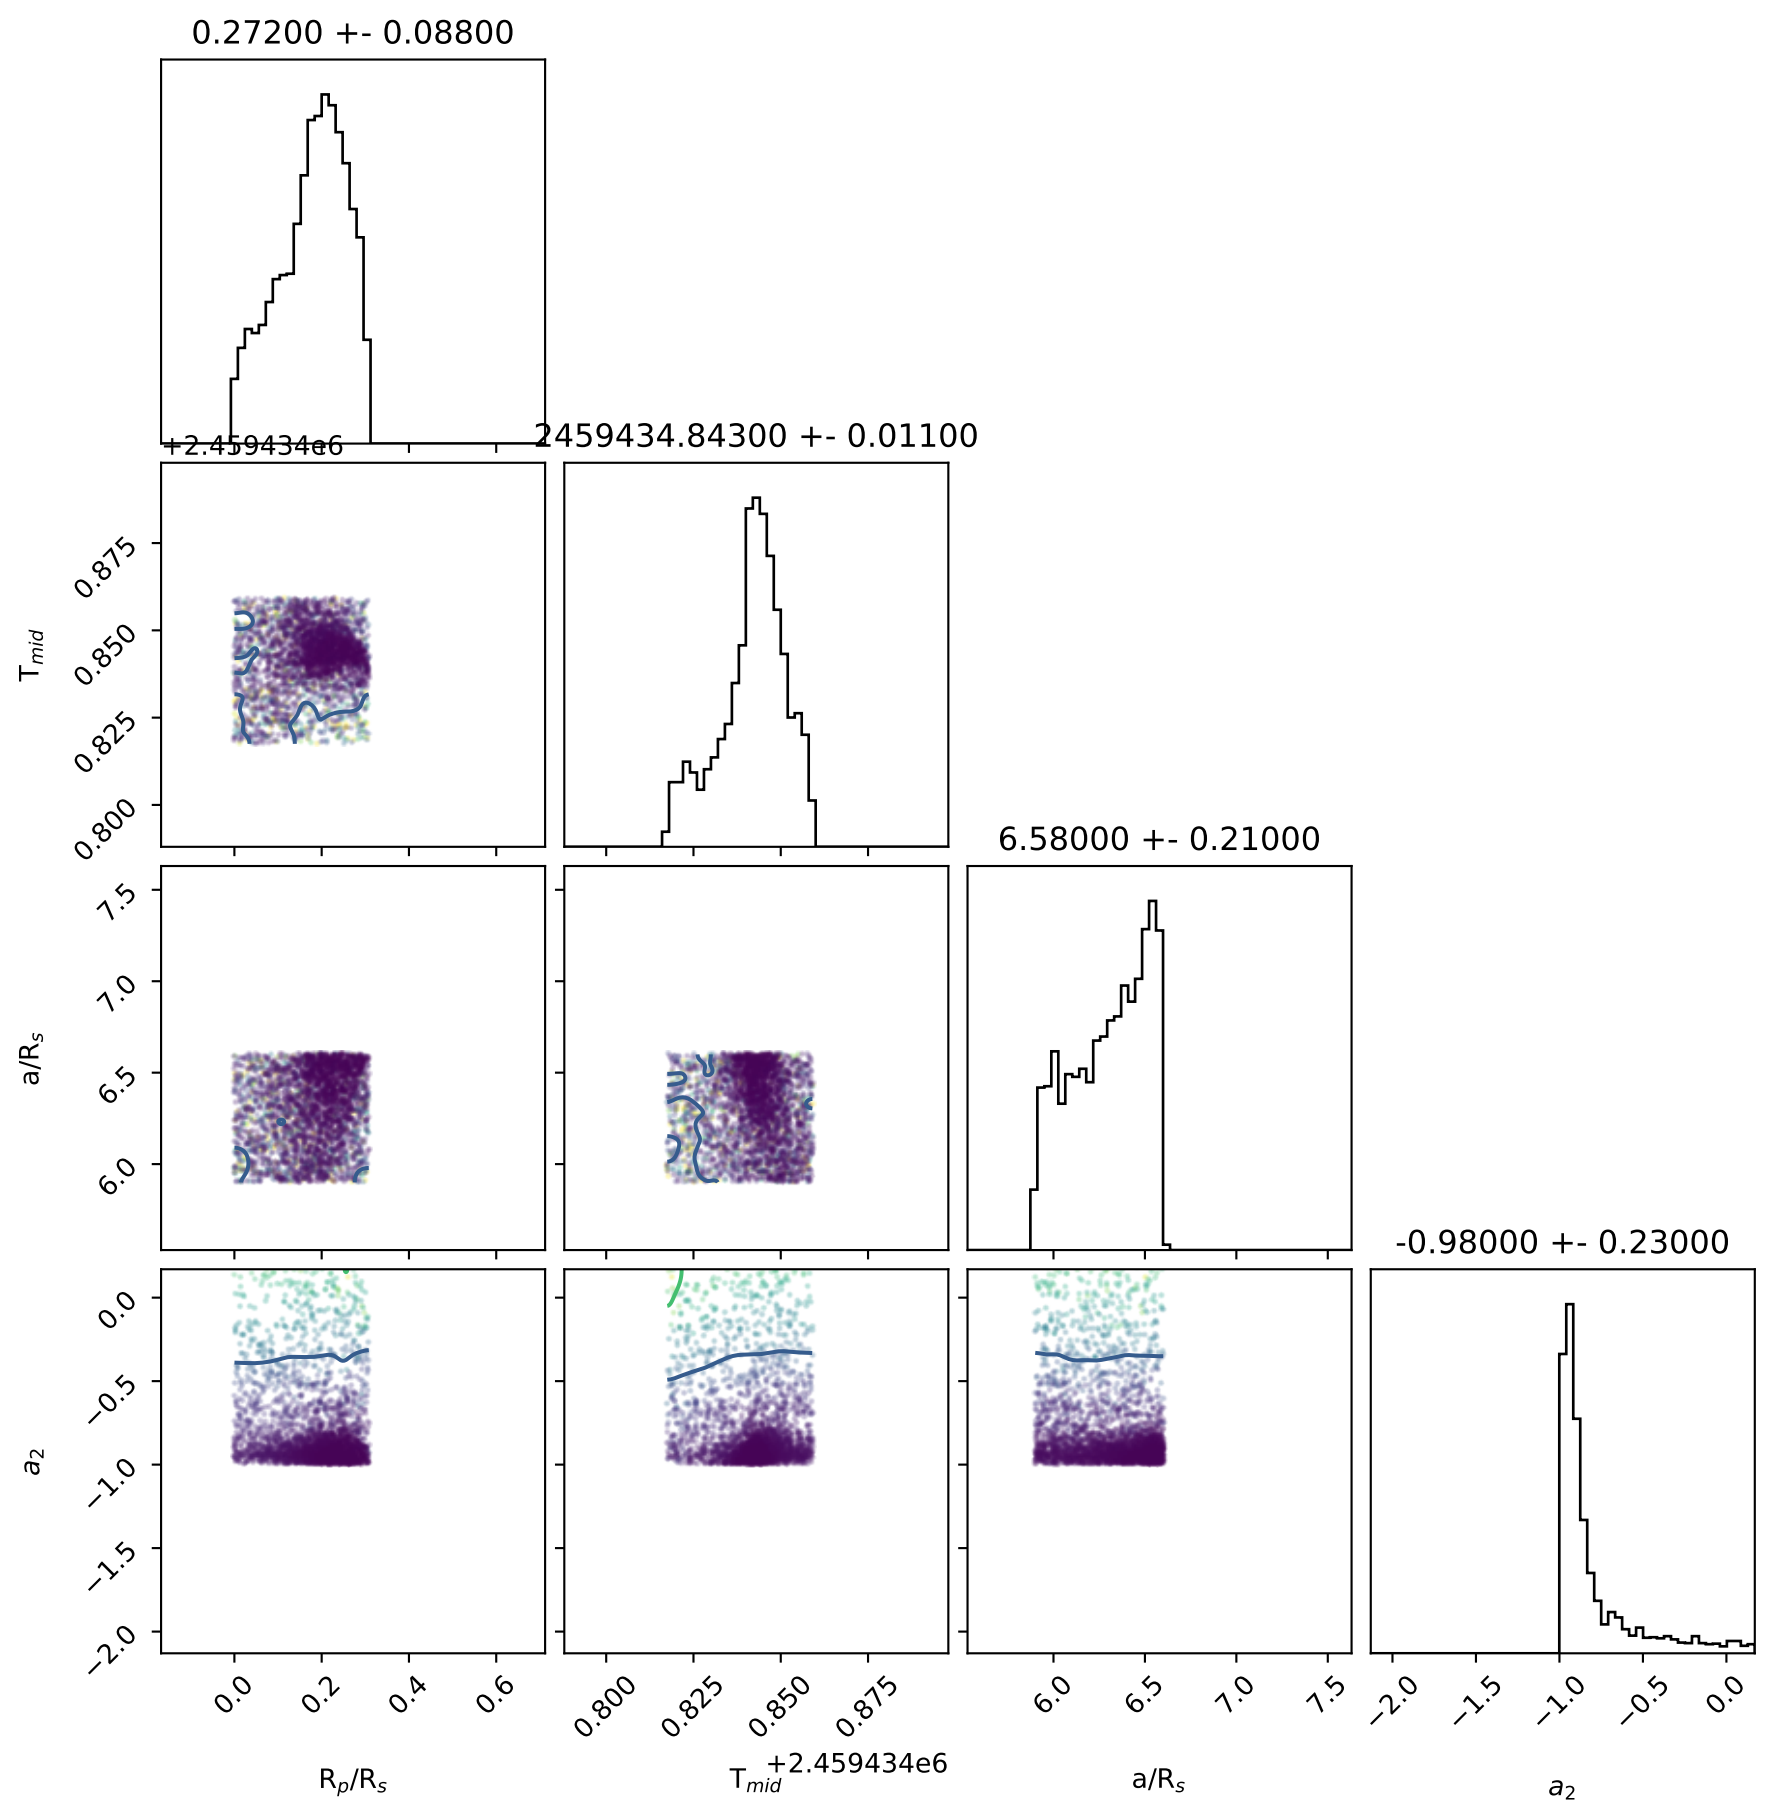 0.27200 +- 0.08800
+2.459434e6
2459434.84300 +- 0.01100
0.875
0.850
0.825
0.800
T_mid
6.58000 +- 0.21000
7.5
7.0
6.5
6.0
a/R_s
-0.98000 +- 0.23000
0.0
−0.5
−1.0
−1.5
−2.0
a_2
0.0 0.2 0.4 0.6
0.800 0.825 0.850 0.875
6.0 6.5 7.0 7.5
−2.0 −1.5 −1.0 −0.5 0.0
+2.459434e6
R_p/R_s
T_mid
a/R_s
a_2